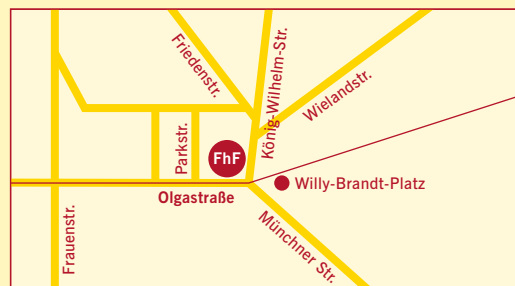 Friedenstr.
König-Wilhelm-Str.
Wielandstr.
Parkstr.
FhF
Willy-Brandt-Platz
Olgastraße
Frauenstr.
Münchner Str.